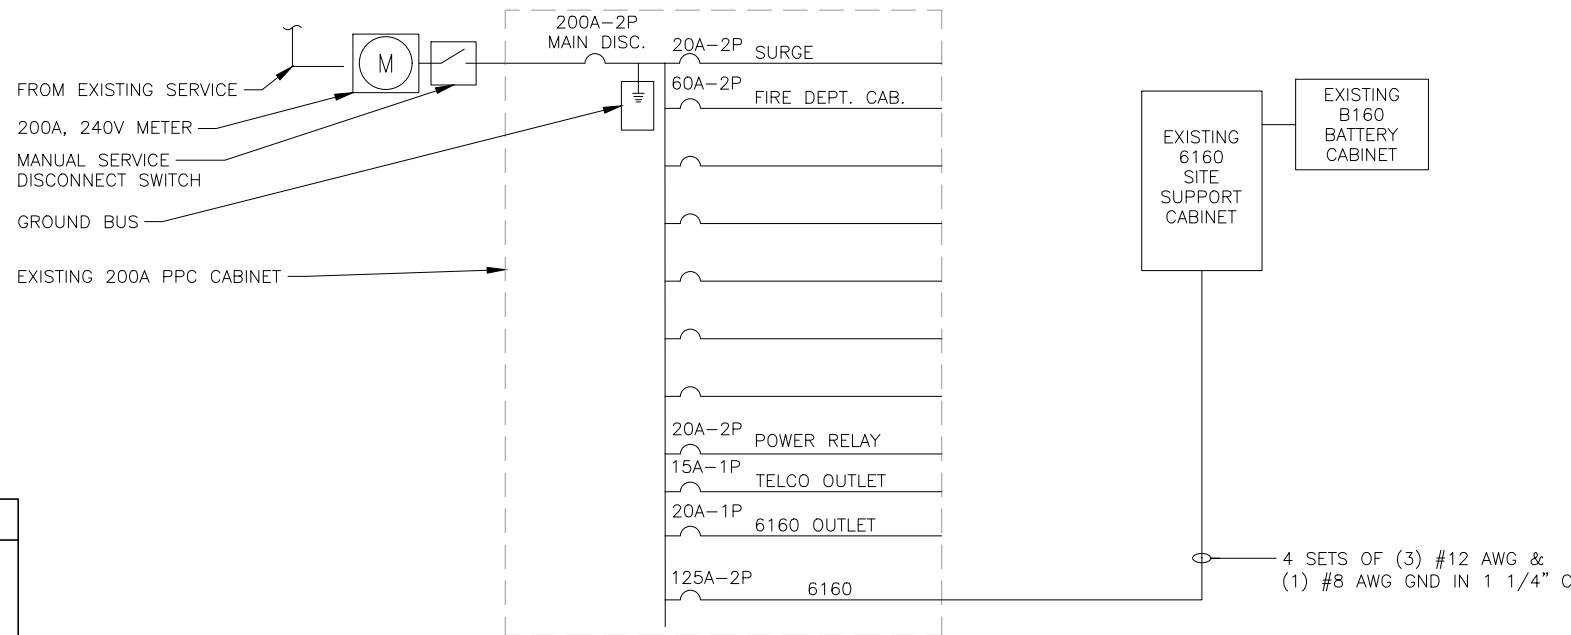 200A-2P
MAIN DISC.
20A-2P SURGE
M
FROM EXISTING SERVICE
60A-2P FIRE DEPT. CAB.
200A, 240V METER
MANUAL SERVICE
DISCONNECT SWITCH
GROUND BUS
EXISTING 200A PPC CABINET
20A-2P POWER RELAY
15A-1P TELCO OUTLET
20A-1P 6160 OUTLET
125A-2P 6160
EXISTING
6160
SITE
SUPPORT
CABINET
EXISTING
B160
BATTERY
CABINET
4 SETS OF (3) #12 AWG &
(1) #8 AWG GND IN 1 1/4" C